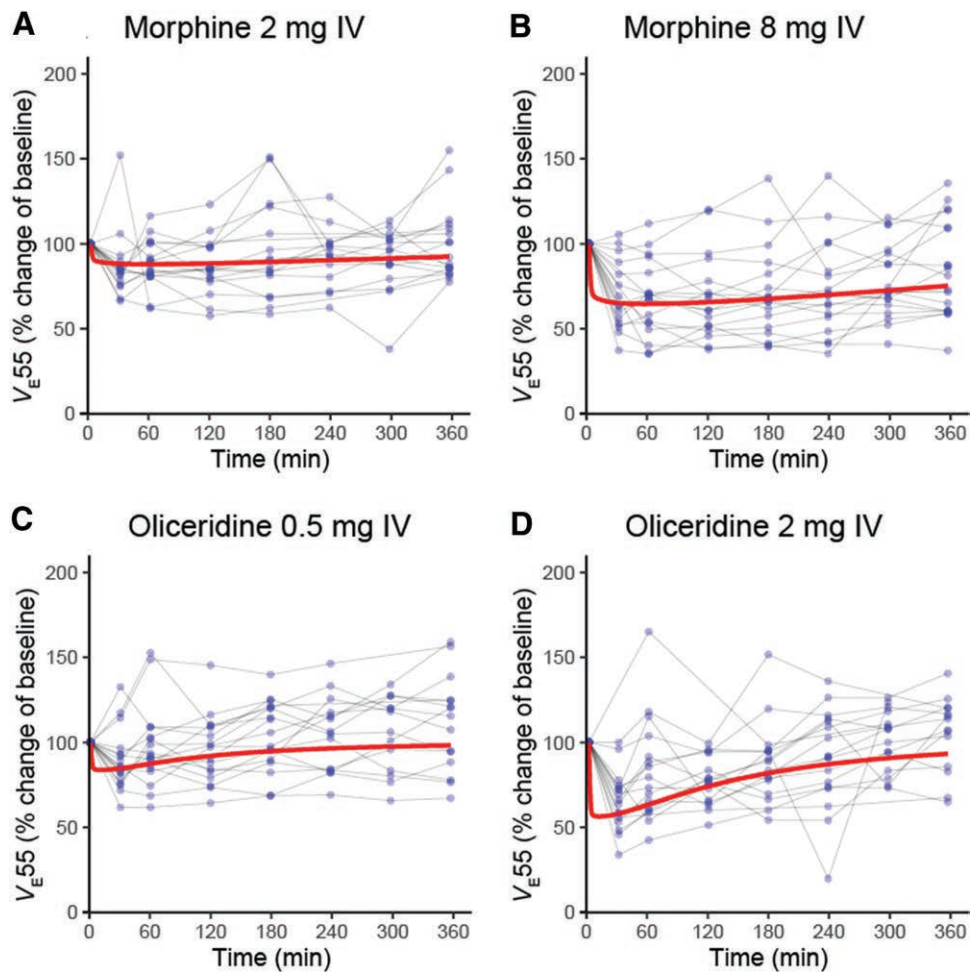 A Morphine 2 mg IV
V_E55 (% change of baseline)
200
150
100
50
0
0 60 120 180 240 300 360
Time (min)
B Morphine 8 mg IV
V_E55 (% change of baseline)
200
150
100
50
0
0 60 120 180 240 300 360
Time (min)
C Oliceridine 0.5 mg IV
V_E55 (% change of baseline)
200
150
100
50
0
0 60 120 180 240 300 360
Time (min)
D Oliceridine 2 mg IV
V_E55 (% change of baseline)
200
150
100
50
0
0 60 120 180 240 300 360
Time (min)